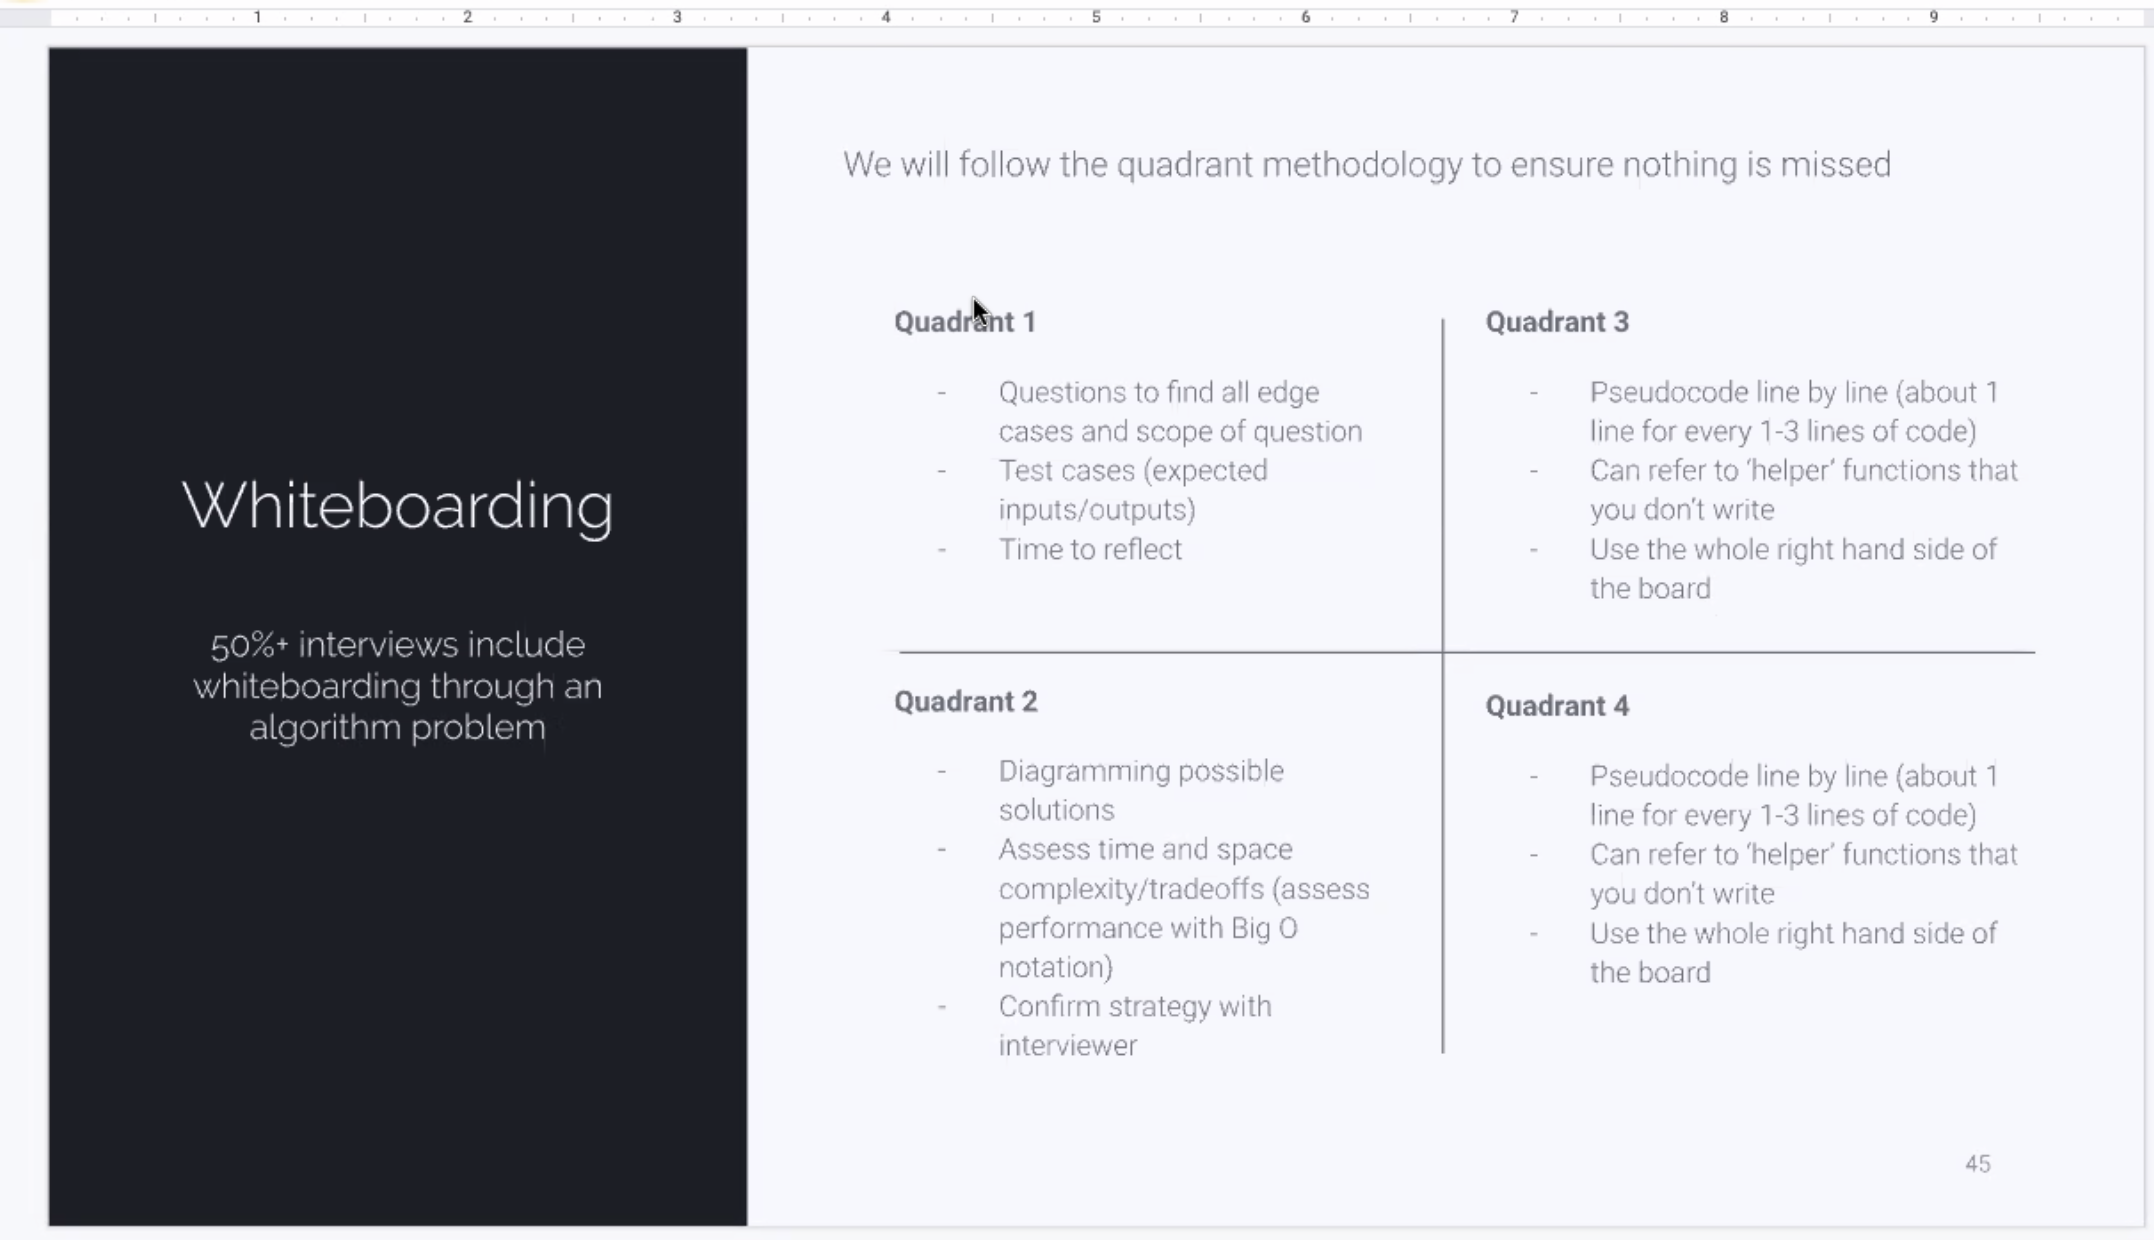 1 2 3 4 5 6 7 8 9
Whiteboarding
50%+ interviews include
whiteboarding through an
algorithm problem
We will follow the quadrant methodology to ensure nothing is missed
Quadrant 1
- Questions to find all edge
cases and scope of question
- Test cases (expected
inputs/outputs)
- Time to reflect
Quadrant 2
- Diagramming possible
solutions
- Assess time and space
complexity/tradeoffs (assess
performance with Big O
notation)
- Confirm strategy with
interviewer
Quadrant 3
- Pseudocode line by line (about 1
line for every 1-3 lines of code)
- Can refer to ‘helper’ functions that
you don’t write
- Use the whole right hand side of
the board
Quadrant 4
- Pseudocode line by line (about 1
line for every 1-3 lines of code)
- Can refer to ‘helper’ functions that
you don’t write
- Use the whole right hand side of
the board
45